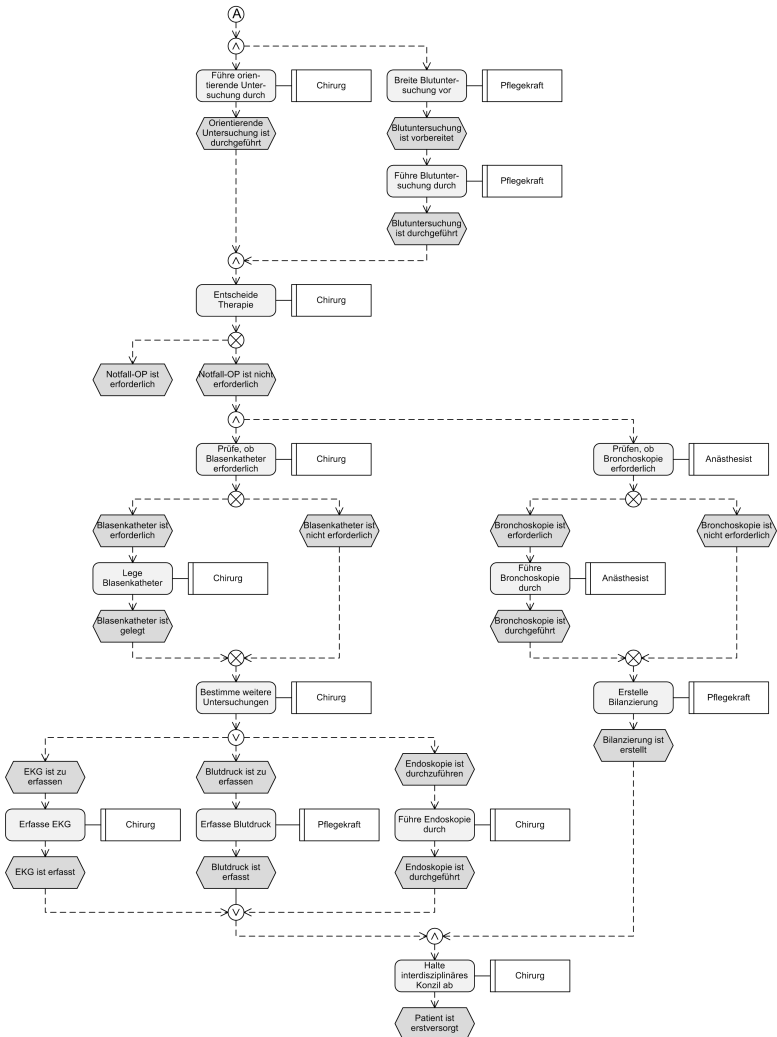 A
Führe orien-
tierende Unter-
suchung durch
Chirurg
Breite Blutunter-
suchung vor
Pflegekraft
Orientierende
Untersuchung ist
durchgeführt
Blutuntersuchung
ist vorbereitet
Führe Blutunter-
suchung durch
Pflegekraft
Blutuntersuchung
ist durchgeführt
Entscheide
Therapie
Chirurg
Notfall-OP ist
erforderlich
Notfall-OP ist nicht
erforderlich
Prüfe, ob
Blasenkatheter
erforderlich
Chirurg
Prüfen, ob
Bronchoskopie
erforderlich
Anästhesist
Blasenkatheter ist
erforderlich
Blasenkatheter ist
nicht erforderlich
Bronchoskopie ist
erforderlich
Bronchoskopie ist
nicht erforderlich
Lege
Blasenkatheter
Chirurg
Führe
Bronchoskopie
durch
Anästhesist
Blasenkatheter ist
gelegt
Bronchoskopie ist
durchgeführt
Bestimme weitere
Untersuchungen
Chirurg
Erstelle
Bilanzierung
Pflegekraft
Bilanzierung ist
erstellt
EKG ist zu
erfassen
Blutdruck ist zu
erfassen
Endoskopie ist
durchzuführen
Erfasse EKG
Chirurg
Erfasse Blutdruck
Pflegekraft
Führe Endoskopie
durch
Chirurg
EKG ist erfasst
Blutdruck ist
erfasst
Endoskopie ist
durchgeführt
Halte
interdisziplinäres
Konzil ab
Chirurg
Patient ist
erstversorgt